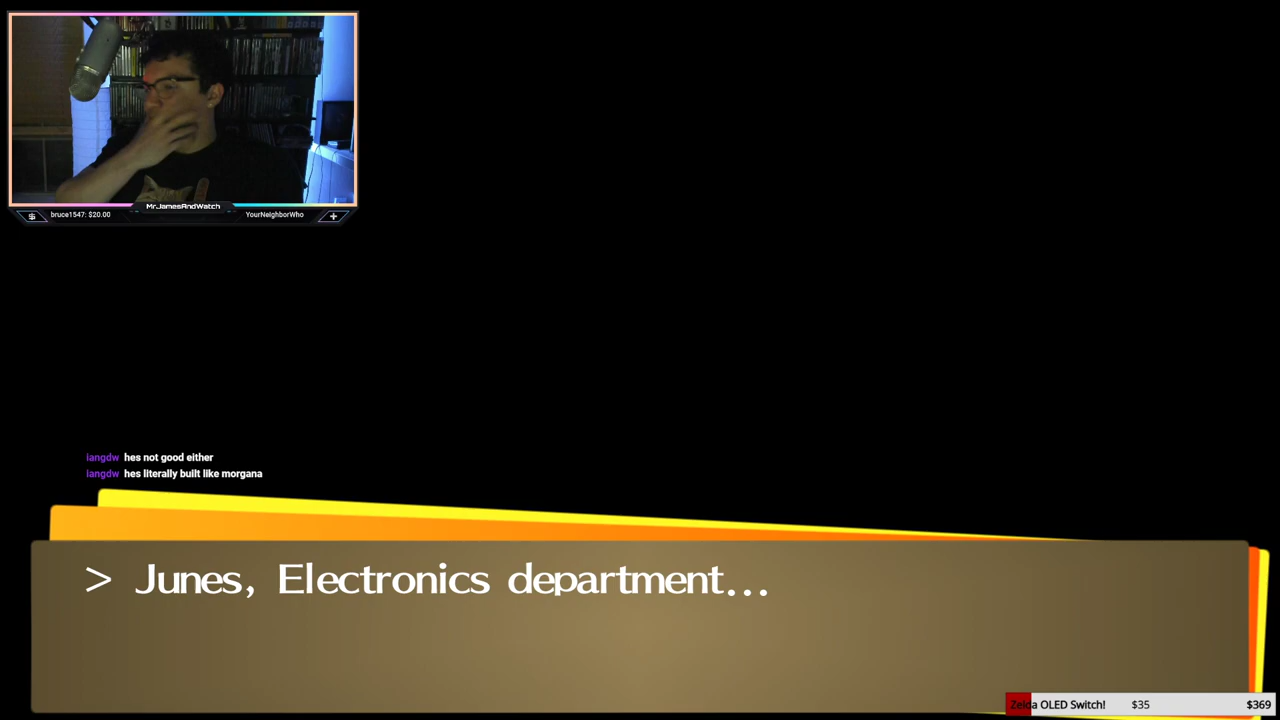 MrJamesAndWatch
$ bruce1547: $20.00 YourNeighborWho +
iangdw hes not good either
iangdw hes literally built like morgana
> Junes, Electronics department...
Zelda OLED Switch! $35 $369